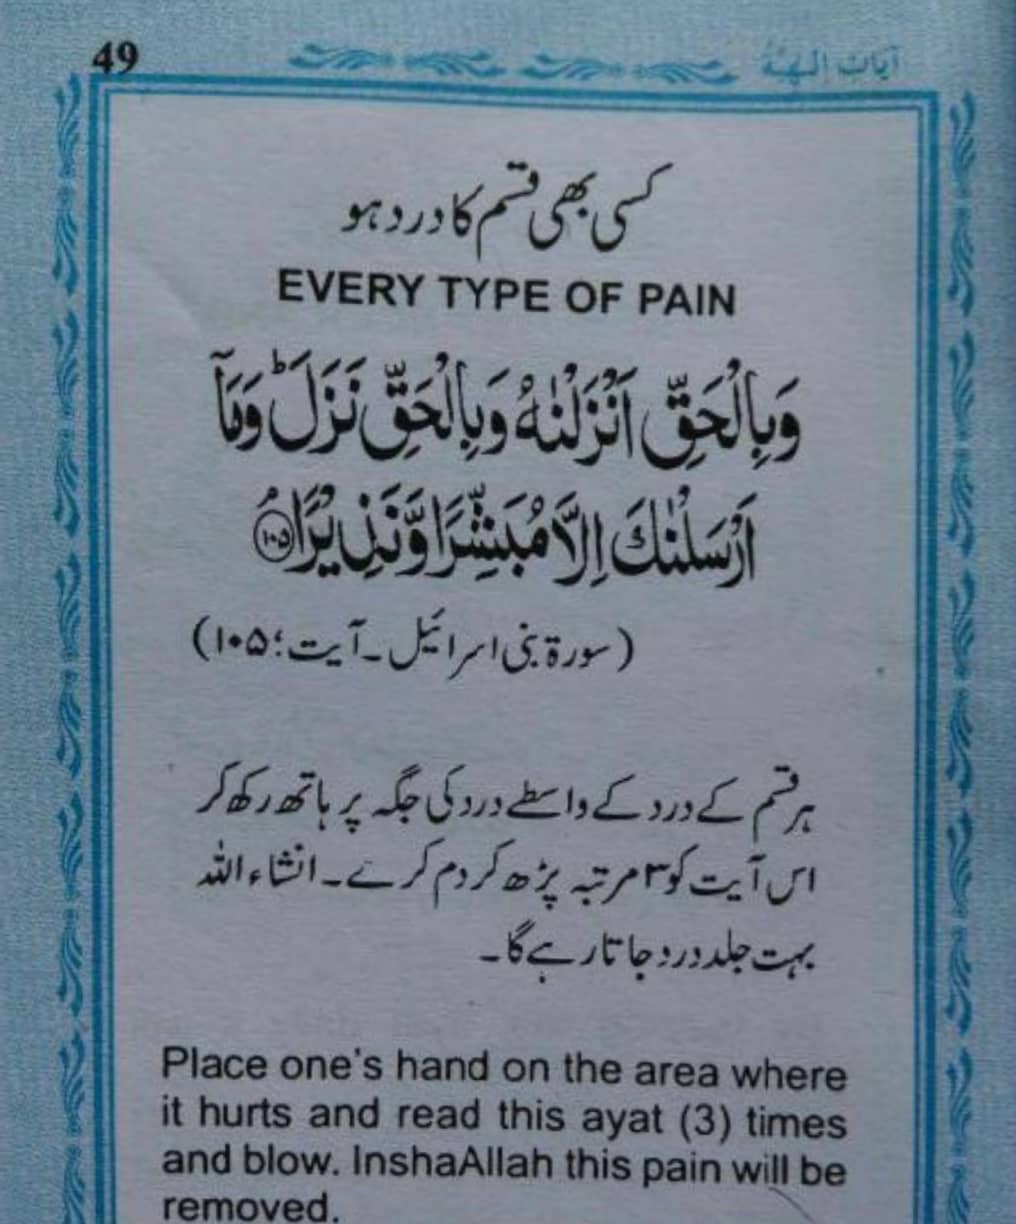 49
آیات الہیہ
کسی بھی قسم کا درد ہو
EVERY TYPE OF PAIN
وَبِالْحَقِّ اَنْزَلْنٰهُ وَبِالْحَقِّ نَزَلَ ؕ وَمَاۤ
اَرْسَلْنٰكَ اِلَّا مُبَشِّرًا وَّنَذِیْرًا ۘ ﴿۱۰۵﴾
(سورۃ بنی اسرائیل ۔ آیت؛ ۱۰۵)
ہر قسم کے درد کے واسطے درد کی جگہ پر ہاتھ رکھ کر
اس آیت کو ۳ مرتبہ پڑھ کر دم کرے ۔ انشاء اللہ
بہت جلد درد جاتا رہے گا ۔
Place one's hand on the area where
it hurts and read this ayat (3) times
and blow. InshaAllah this pain will be
removed.